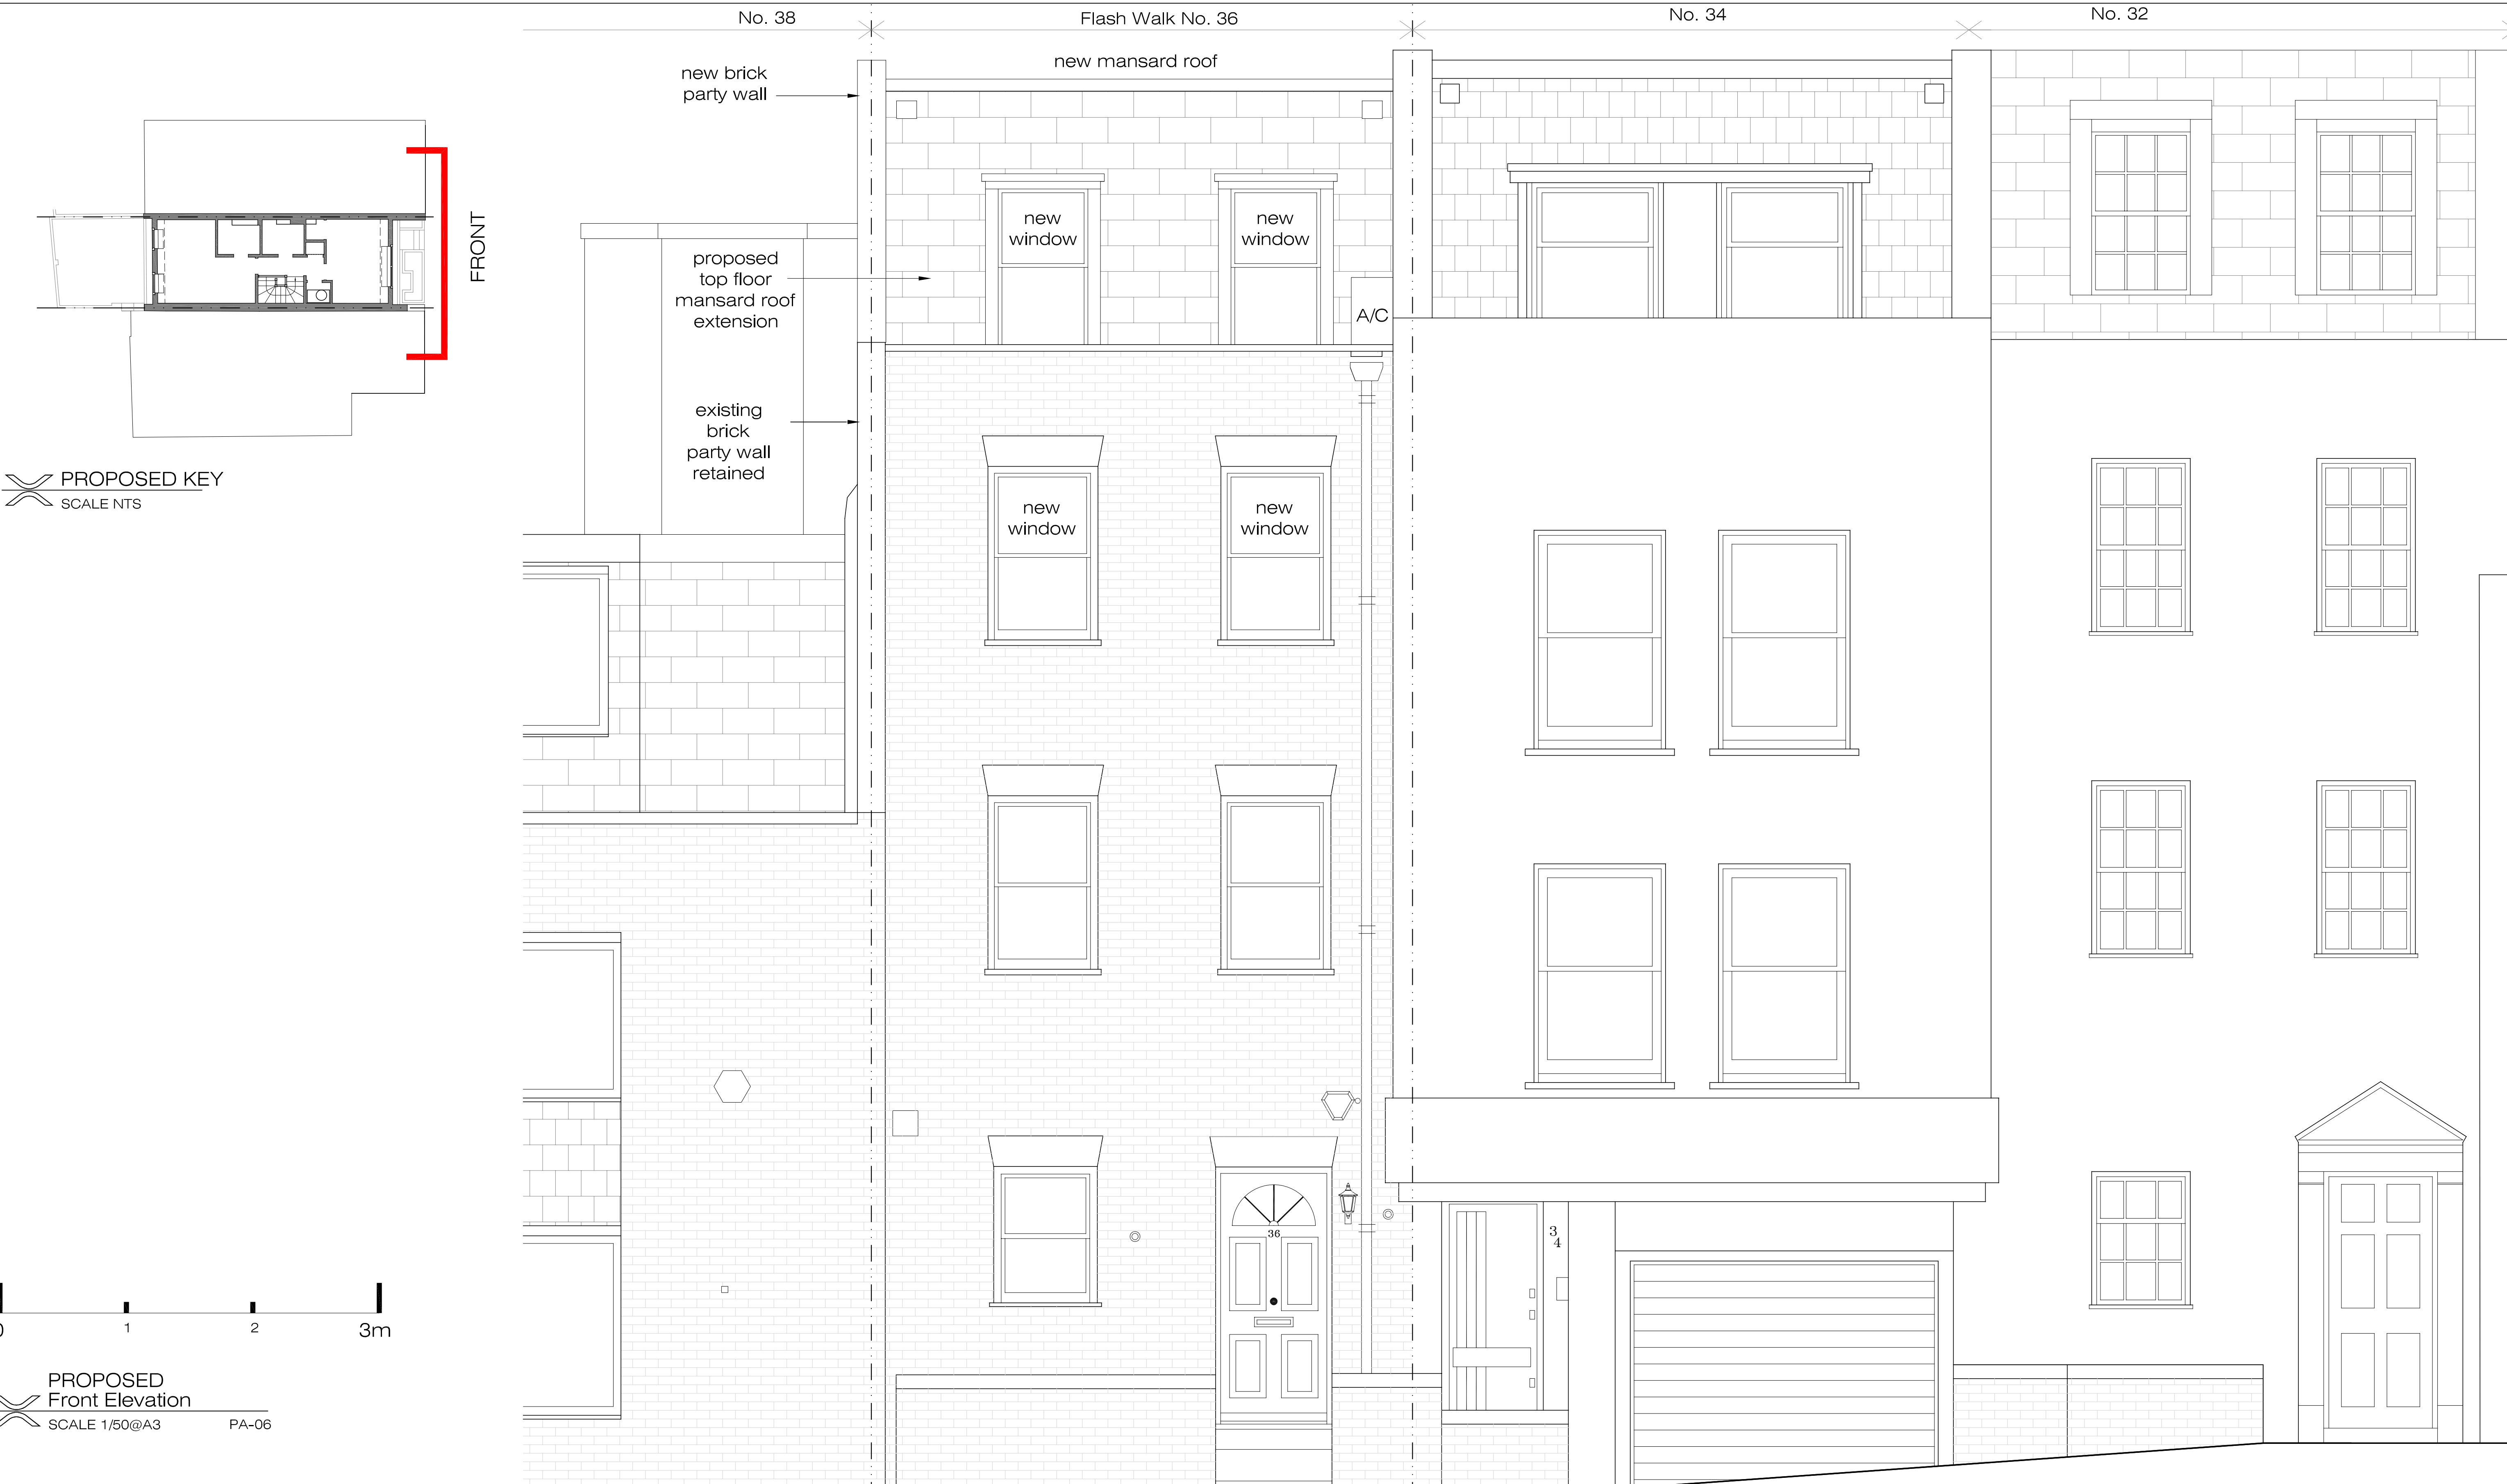 No. 38
Flash Walk No. 36
No. 34
No. 32
new brick
party wall
new mansard roof
FRONT
new
window
new
window
proposed
top floor
mansard roof
extension
A/C
existing
brick
party wall
retained
PROPOSED KEY
SCALE NTS
new
window
new
window
36
3
4
0
1
2
3m
PROPOSED
Front Elevation
SCALE 1/50@A3
PA-06